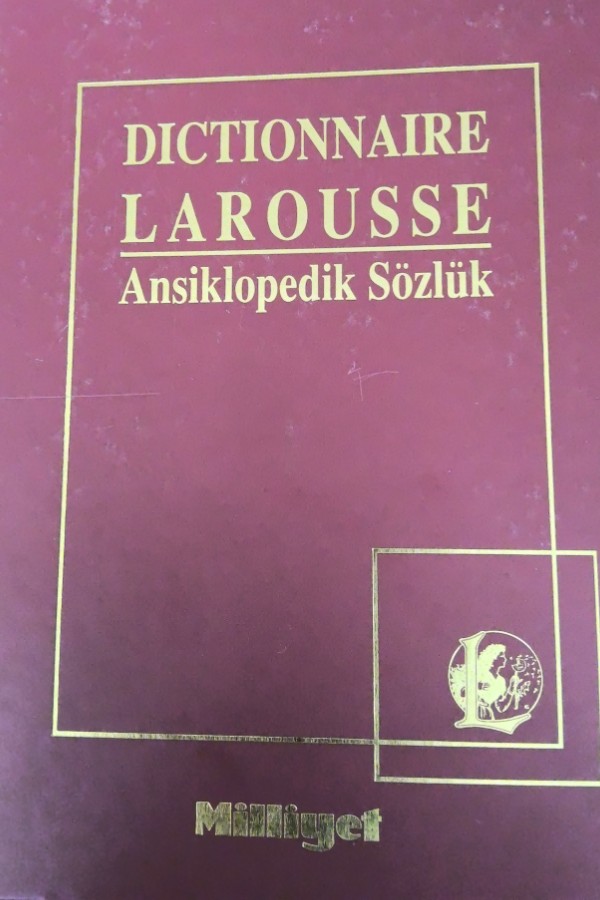 DICTIONNAIRE
LAROUSSE
Ansiklopedik Sözlük
L
Milliyet